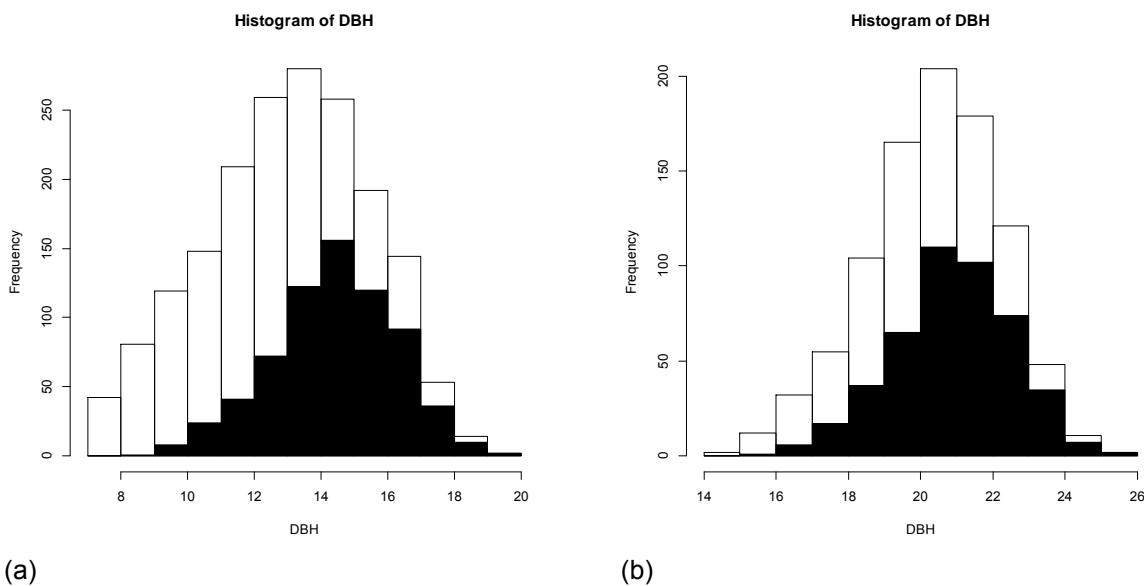 Histogram of DBH
Frequency
0 50 100 150 200 250
8 10 12 14 16 18 20
DBH
(a)
Histogram of DBH
Frequency
0 50 100 150 200
14 16 18 20 22 24 26
DBH
(b)